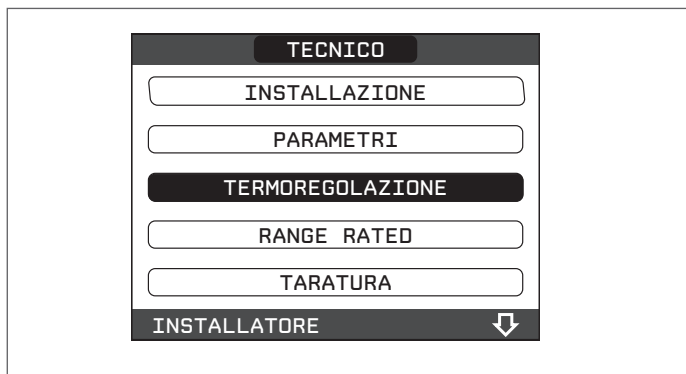 TECNICO
INSTALLAZIONE
PARAMETRI
TERMOREGOLAZIONE
RANGE RATED
TARATURA
INSTALLATORE